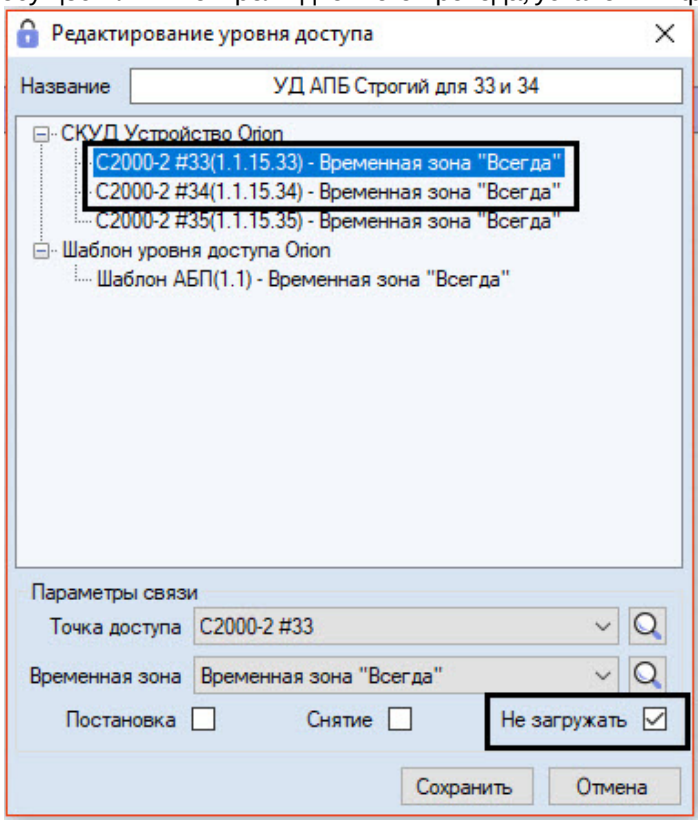 Редактирование уровня доступа
Название УД АПБ Строгий для 33 и 34
СКУД Устройство Orion
С2000-2 #33(1.1.15.33) - Временная зона "Всегда"
С2000-2 #34(1.1.15.34) - Временная зона "Всегда"
С2000-2 #35(1.1.15.35) - Временная зона "Всегда"
Шаблон уровня доступа Orion
Шаблон АБП(1.1) - Временная зона "Всегда"
Параметры связи
Точка доступа С2000-2 #33
Временная зона Временная зона "Всегда"
Постановка Снятие Не загружать
Сохранить Отмена